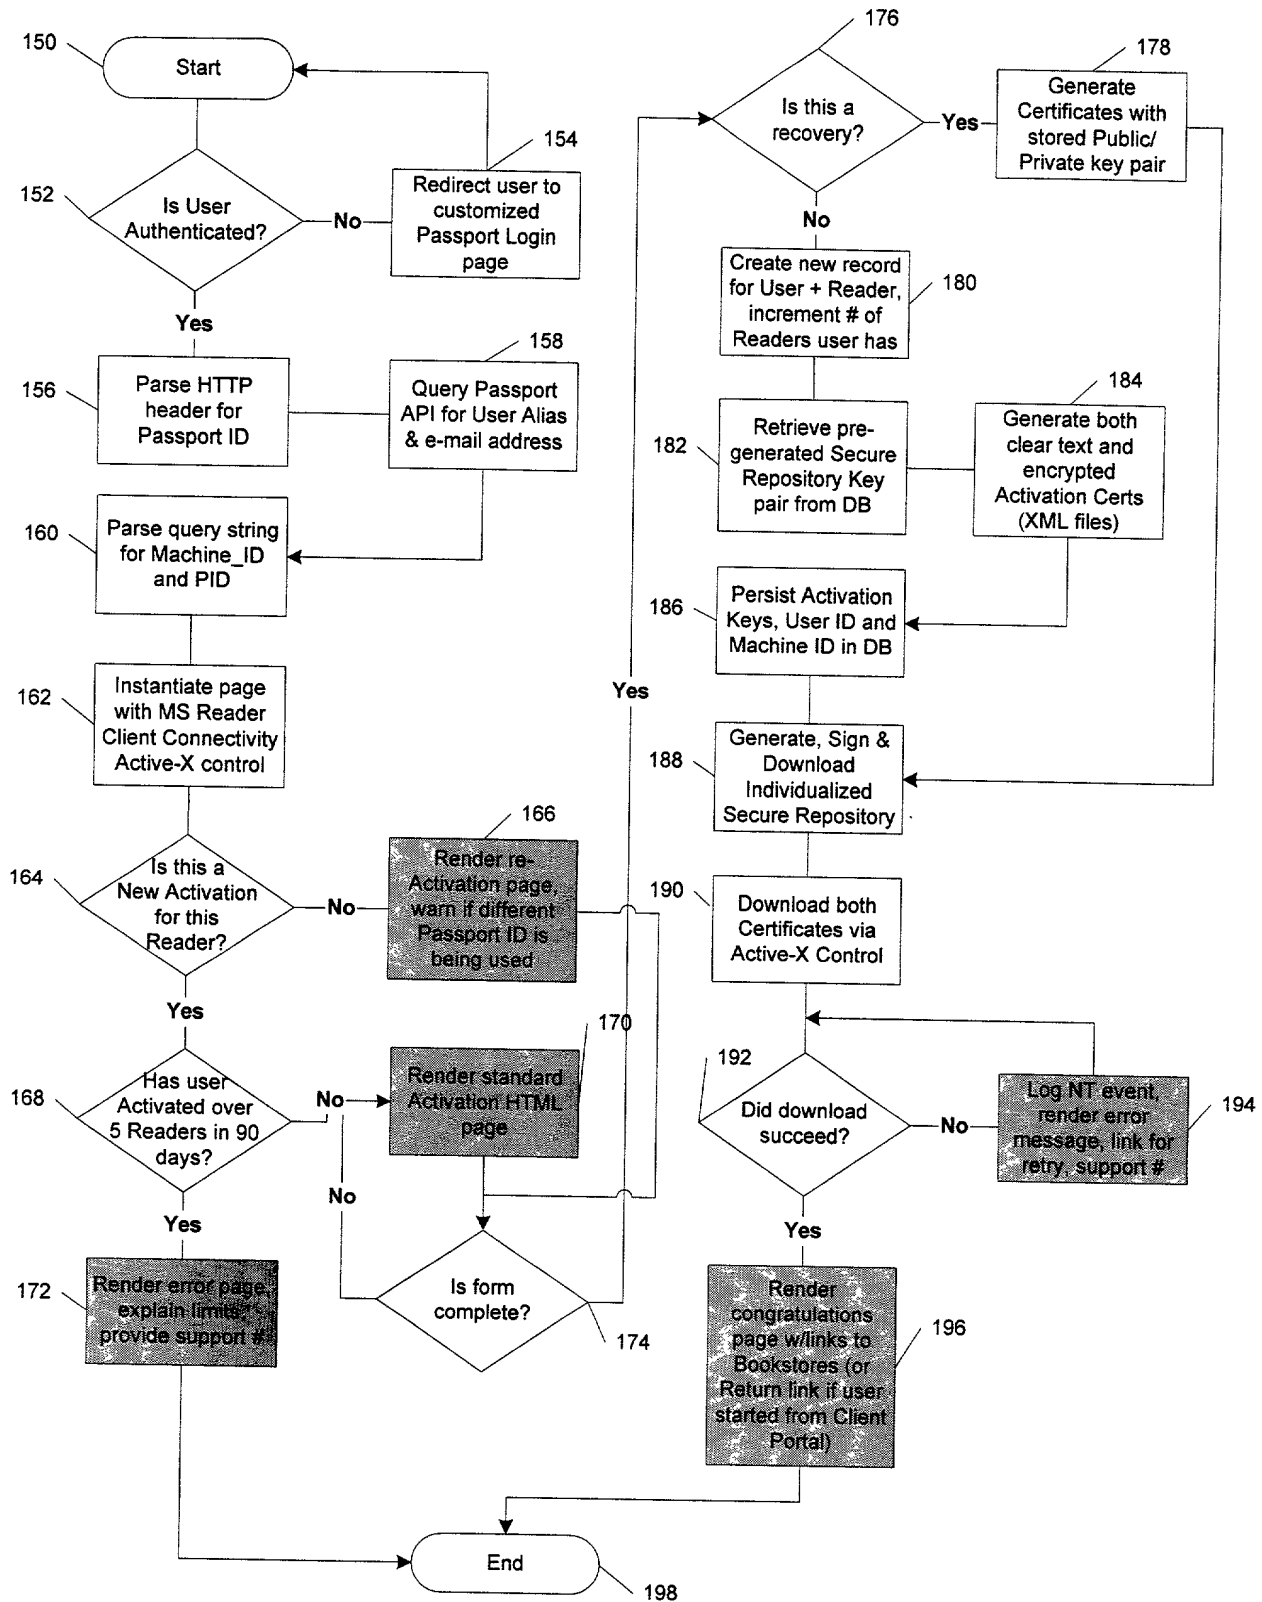 150
Start
152
Is User
Authenticated?
No
154
Redirect user to
customized
Passport Login
page
Yes
156
Parse HTTP
header for
Passport ID
158
Query Passport
API for User Alias
& e-mail address
160
Parse query string
for Machine_ID
and PID
162
Instantiate page
with MS Reader
Client Connectivity
Active-X control
164
Is this a
New Activation
for this
Reader?
No
166
Render re-
Activation page,
warn if different
Passport ID is
being used
Yes
168
Has user
Activated over
5 Readers in 90
days?
No
170
Render standard
Activation HTML
page
No
Yes
172
Render error page,
explain limits,
provide support #
Is form
complete?
174
Yes
176
Is this a
recovery?
Yes
178
Generate
Certificates with
stored Public/
Private key pair
No
Create new record
for User + Reader,
increment # of
Readers user has
180
182
Retrieve pre-
generated Secure
Repository Key
pair from DB
184
Generate both
clear text and
encrypted
Activation Certs
(XML files)
186
Persist Activation
Keys, User ID and
Machine ID in DB
188
Generate, Sign &
Download
Individualized
Secure Repository
190
Download both
Certificates via
Active-X Control
192
Did download
succeed?
No
Log NT event,
render error
message, link for
retry, support #
194
Yes
Render
congratulations
page w/links to
Bookstores (or
Return link if user
started from Client
Portal)
196
End
198